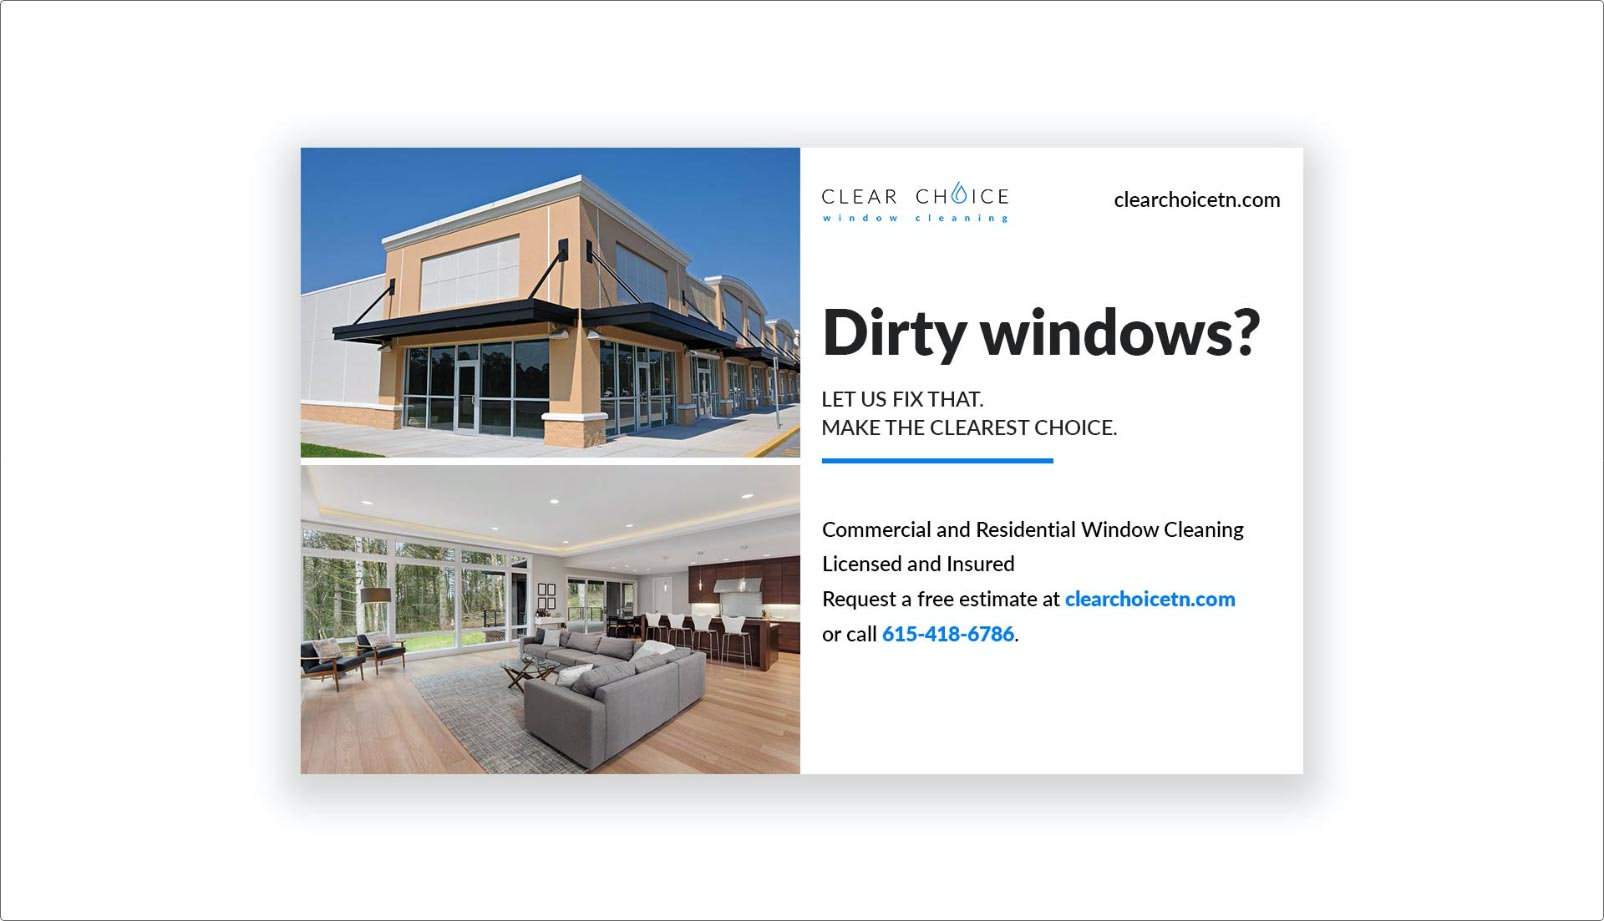 CLEAR CHOICE
window cleaning
clearchoicetn.com
Dirty windows?
LET US FIX THAT.
MAKE THE CLEAREST CHOICE.
Commercial and Residential Window Cleaning
Licensed and Insured
Request a free estimate at clearchoicetn.com
or call 615-418-6786.